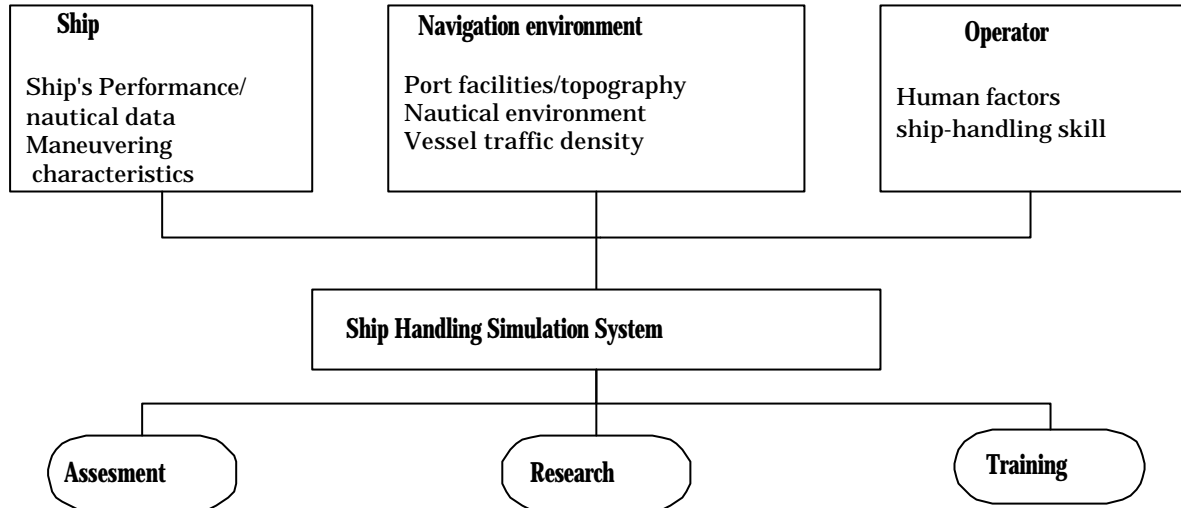 Ship
Ship's Performance/
nautical data
Maneuvering
characteristics
Navigation environment
Port facilities/topography
Nautical environment
Vessel traffic density
Operator
Human factors
ship-handling skill
Ship Handling Simulation System
Assesment
Research
Training